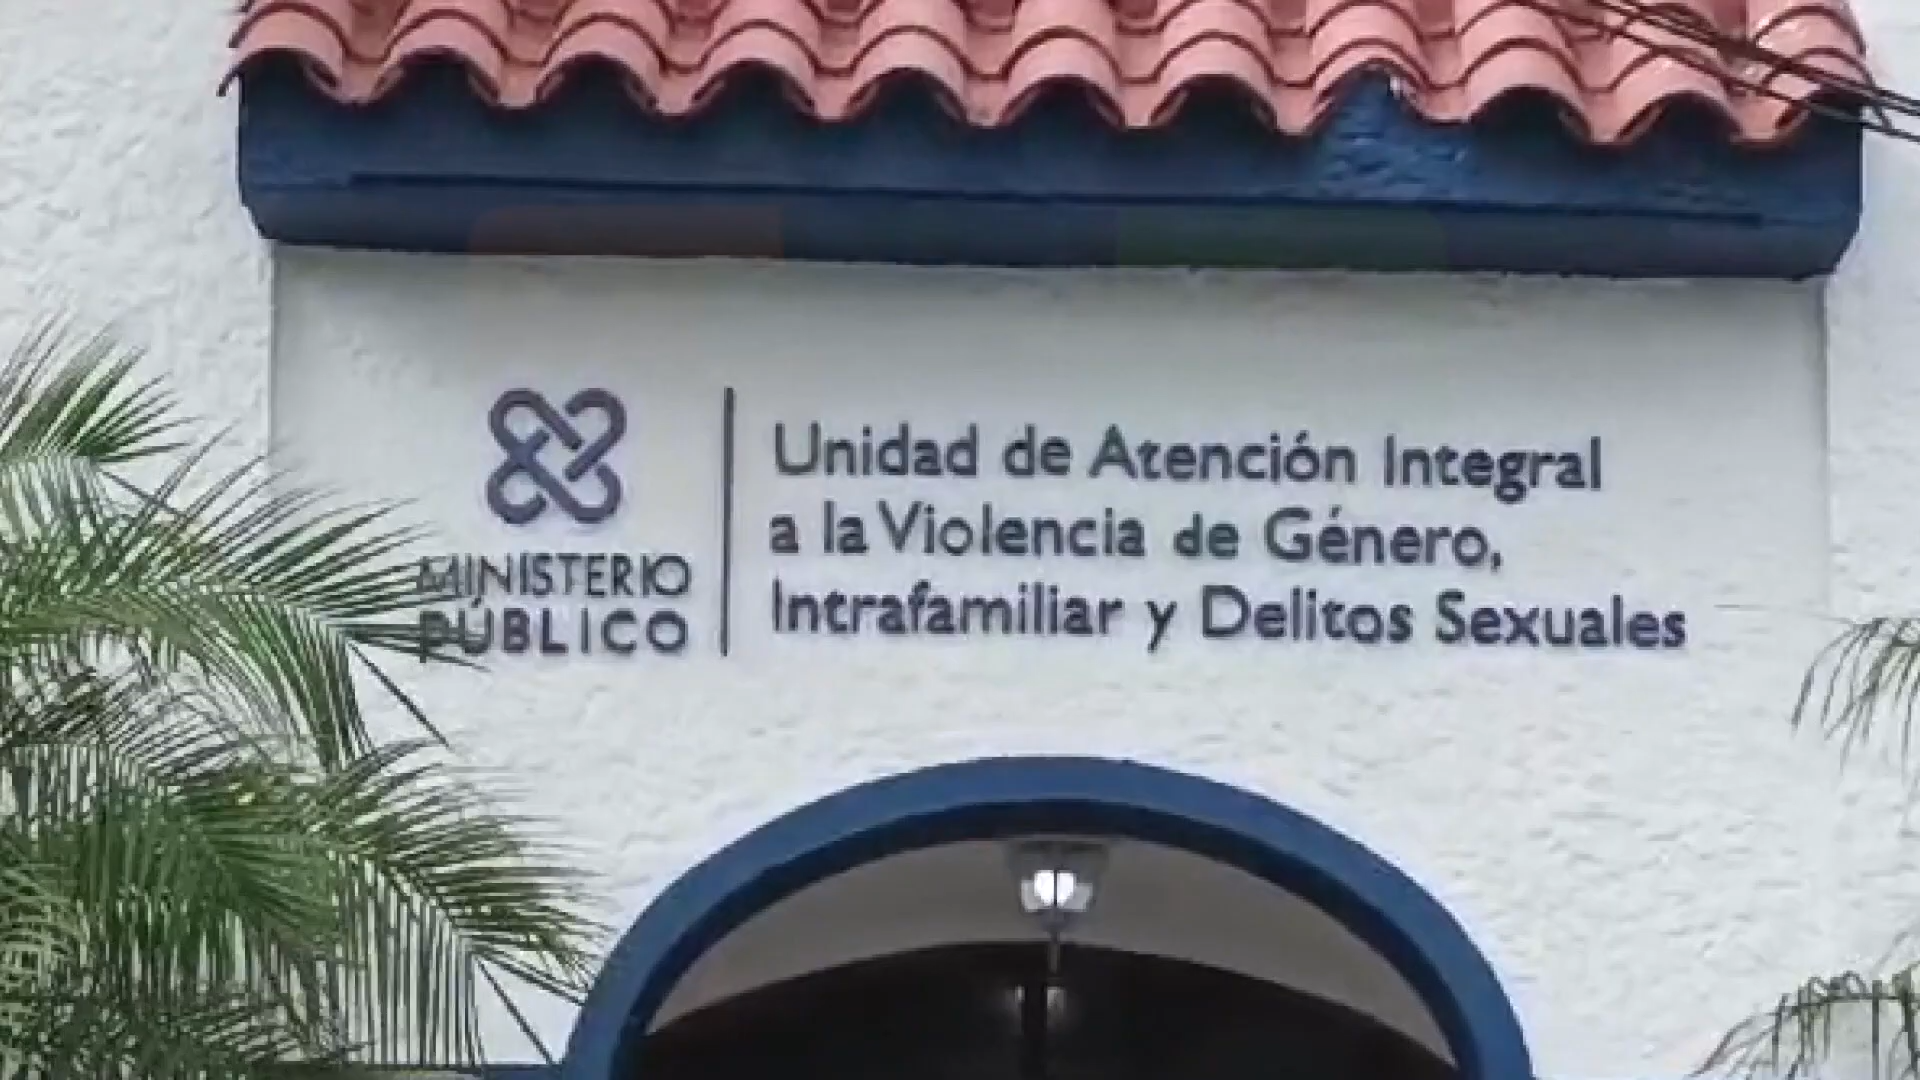 MINISTERIO
PÚBLICO
Unidad de Atención Integral
a la Violencia de Género,
Intrafamiliar y Delitos Sexuales